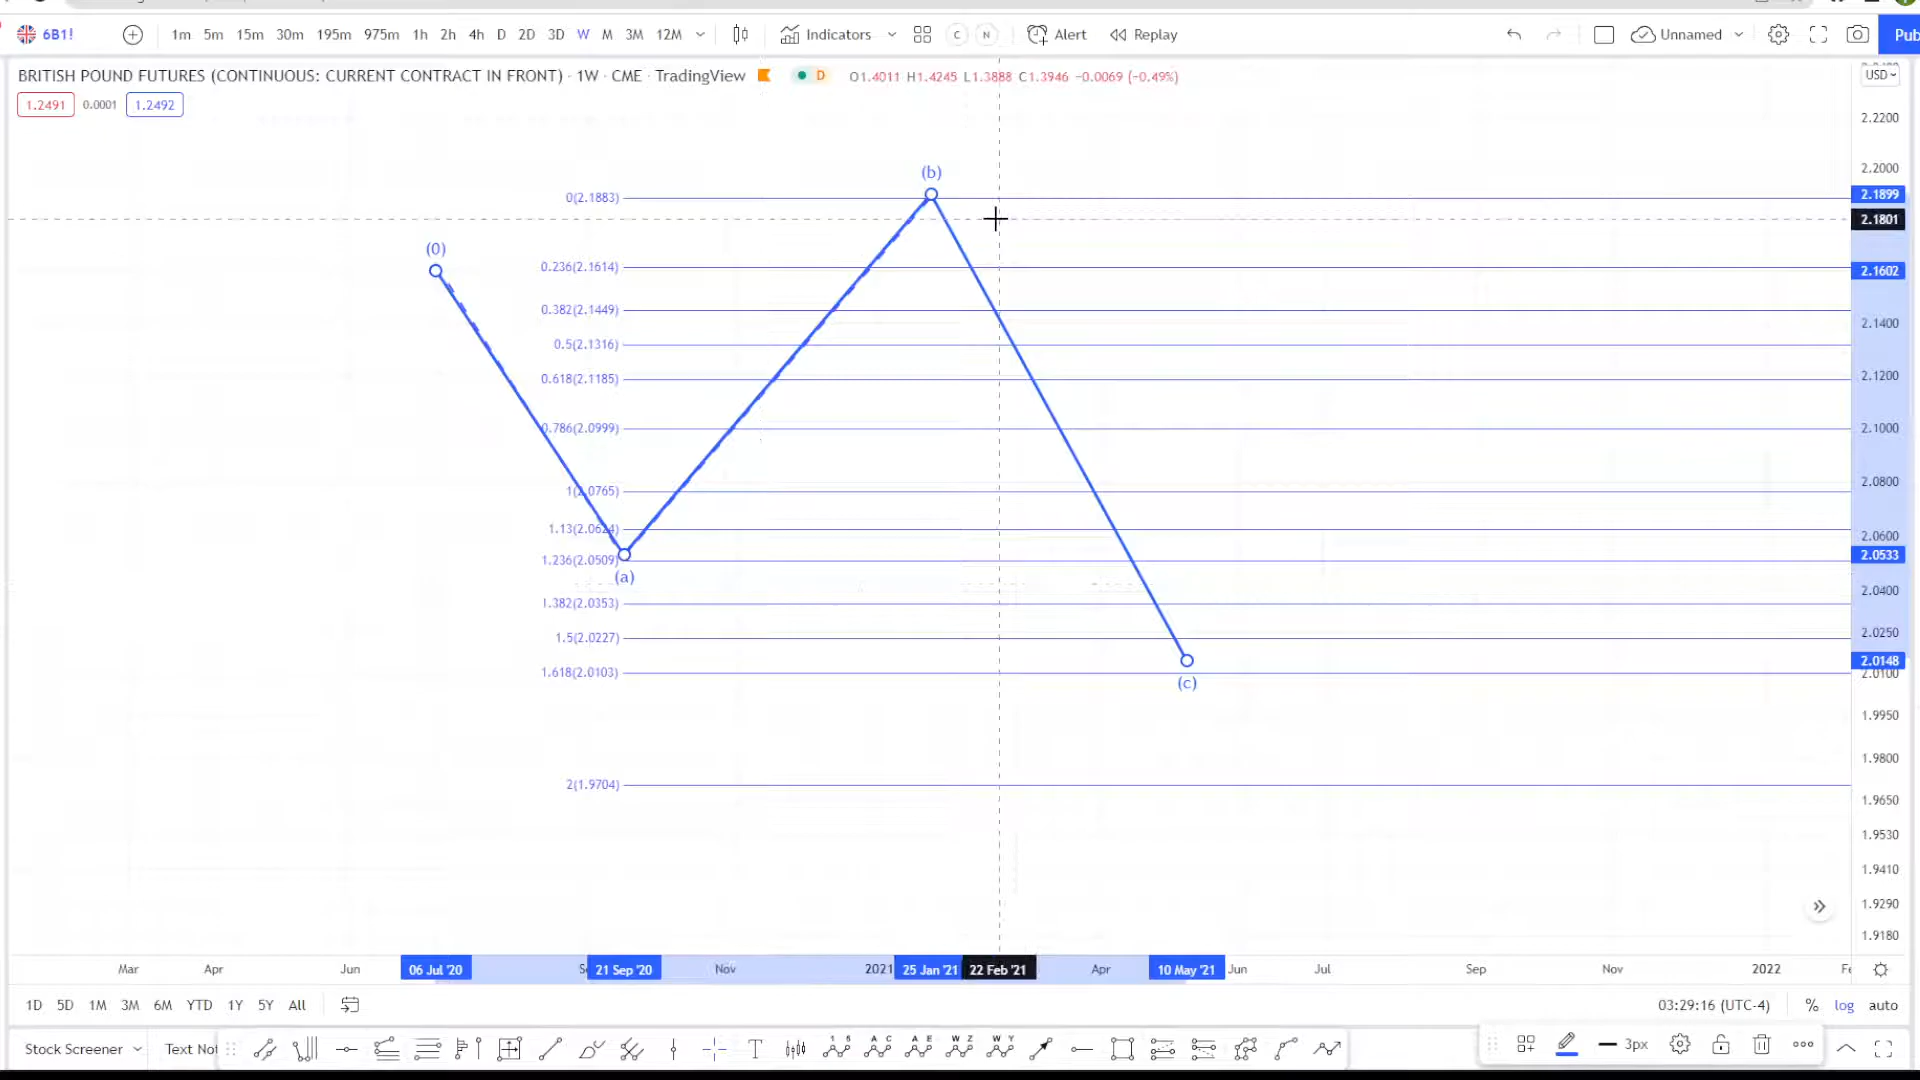 6B1!
1m 5m 15m 30m 195m 975m 1h 2h 4h D 2D 3D W M 3M 12M
Indicators
C
N
Alert
Replay
Unnamed
Pub
BRITISH POUND FUTURES (CONTINUOUS: CURRENT CONTRACT IN FRONT) · 1W · CME · TradingView
D
O1.4011 H1.4245 L1.3888 C1.3946 −0.0069 (−0.49%)
USD
1.2491 0.0001 1.2492
2.2200
2.2000
2.1899
2.1801
2.1602
2.1400
2.1200
2.1000
2.0800
2.0600
2.0533
2.0400
2.0250
2.0148
2.0100
1.9950
1.9800
1.9650
1.9530
1.9410
1.9290
1.9180
(b)
0(2.1883)
(0)
0.236(2.1614)
0.382(2.1449)
0.5(2.1316)
0.618(2.1185)
0.786(2.0999)
1(2.0765)
1.13(2.0624)
1.236(2.0509)
(a)
1.382(2.0353)
1.5(2.0227)
1.618(2.0103)
(c)
2(1.9704)
Mar Apr Jun 06 Jul '20 21 Sep '20 Nov 2021 25 Jan '21 22 Feb '21 Apr 10 May '21 Jun Jul Sep Nov 2022
1D 5D 1M 3M 6M YTD 1Y 5Y All
03:29:16 (UTC-4) % log auto
Stock Screener
Text Not
T
1 5
A C
A E
W Z
W Y
3px